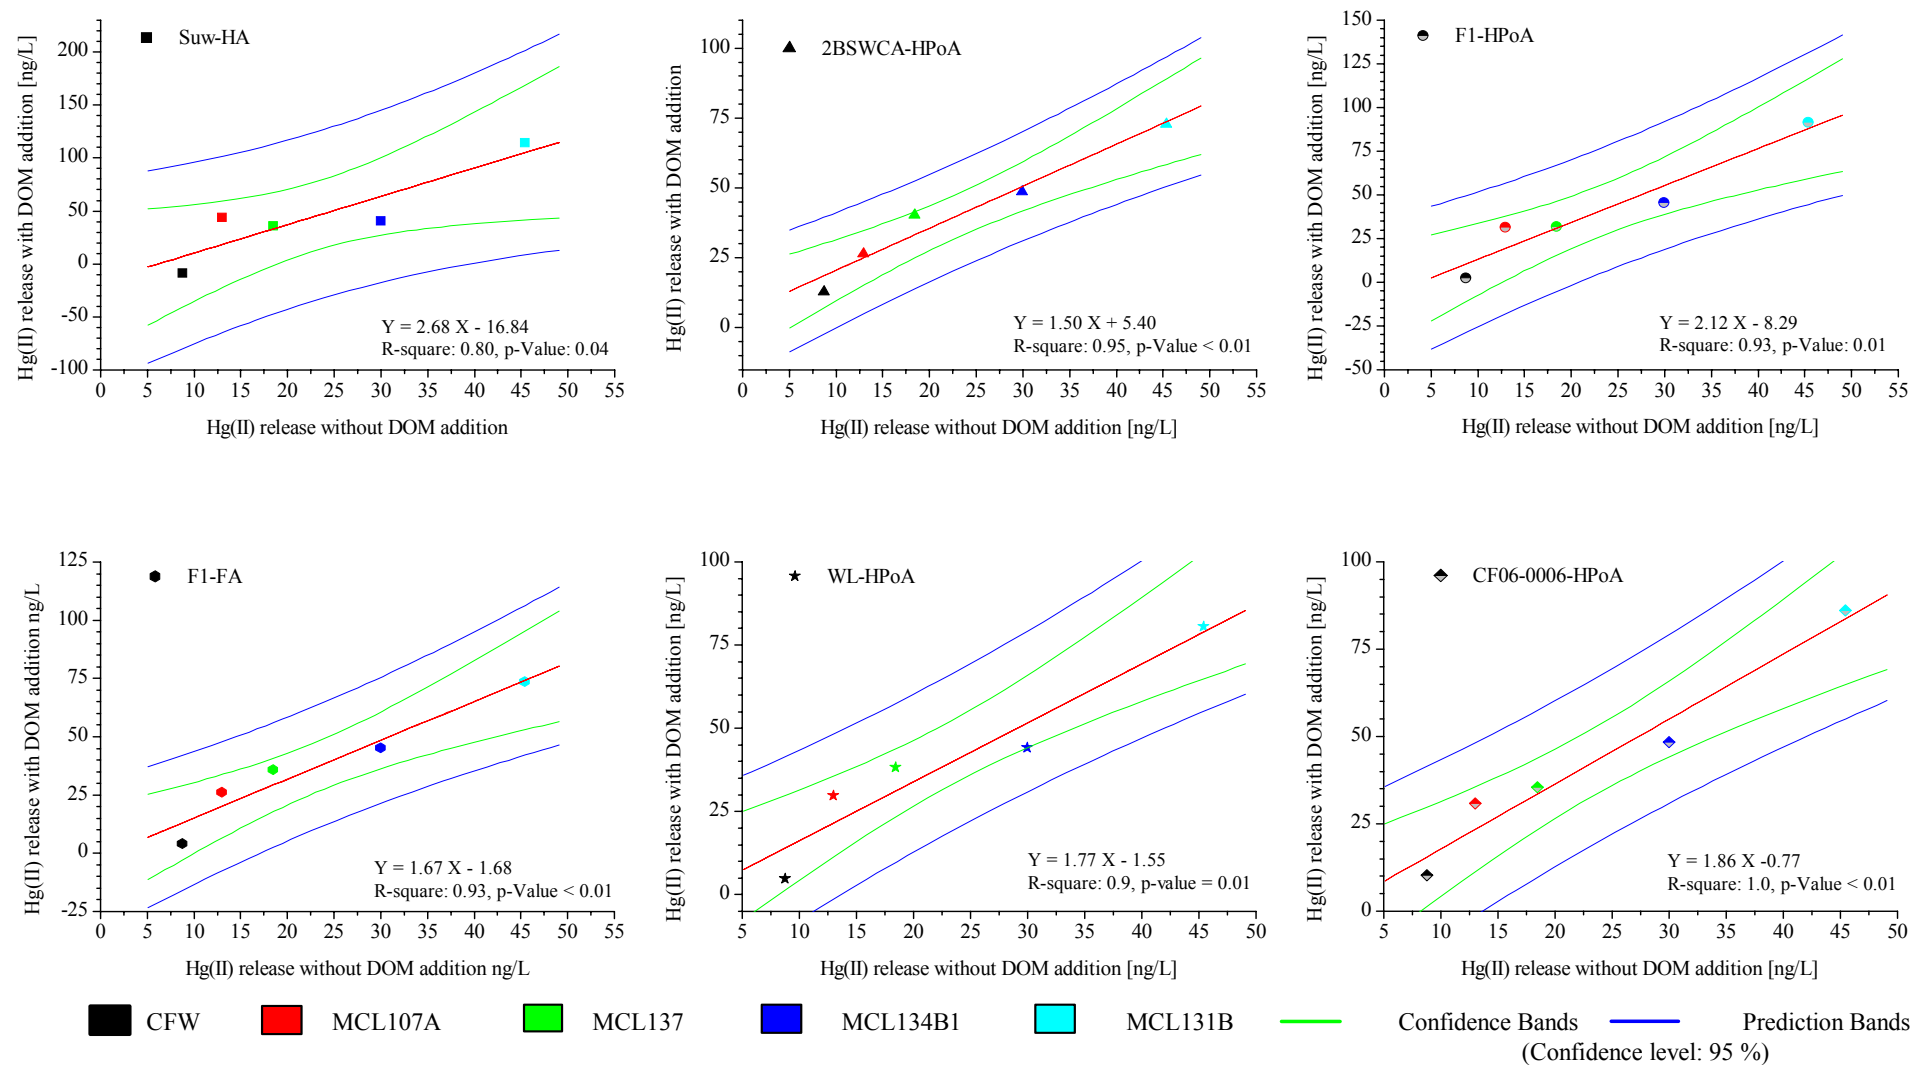 Suw-HA
Hg(II) release with DOM addition [ng/L]
200
150
100
50
0
-50
-100
Y = 2.68 X - 16.84
R-square: 0.80, p-Value: 0.04
0 5 10 15 20 25 30 35 40 45 50 55
Hg(II) release without DOM addition
2BSWCA-HPoA
Hg(II) release with DOM addition
100
75
50
25
0
Y = 1.50 X + 5.40
R-square: 0.95, p-Value < 0.01
0 5 10 15 20 25 30 35 40 45 50 55
Hg(II) release without DOM addition [ng/L]
F1-HPoA
Hg(II) release with DOM addition [ng/L]
150
125
100
75
50
25
0
-25
-50
Y = 2.12 X - 8.29
R-square: 0.93, p-Value: 0.01
0 5 10 15 20 25 30 35 40 45 50 55
Hg(II) release without DOM addition [ng/L]
F1-FA
Hg(II) release with DOM addition ng/L
125
100
75
50
25
0
-25
Y = 1.67 X - 1.68
R-square: 0.93, p-Value < 0.01
0 5 10 15 20 25 30 35 40 45 50 55
Hg(II) release without DOM addition ng/L
WL-HPoA
Hg(II) release with DOM addition [ng/L]
100
75
50
25
0
Y = 1.77 X - 1.55
R-square: 0.9, p-value = 0.01
5 10 15 20 25 30 35 40 45 50
Hg(II) release without DOM addition [ng/L]
CF06-0006-HPoA
Hg(II) release with DOM addition [ng/L]
100
75
50
25
0
Y = 1.86 X -0.77
R-square: 1.0, p-Value < 0.01
5 10 15 20 25 30 35 40 45 50
Hg(II) release without DOM addition [ng/L]
CFW MCL107A MCL137 MCL134B1 MCL131B Confidence Bands Prediction Bands
(Confidence level: 95 %)